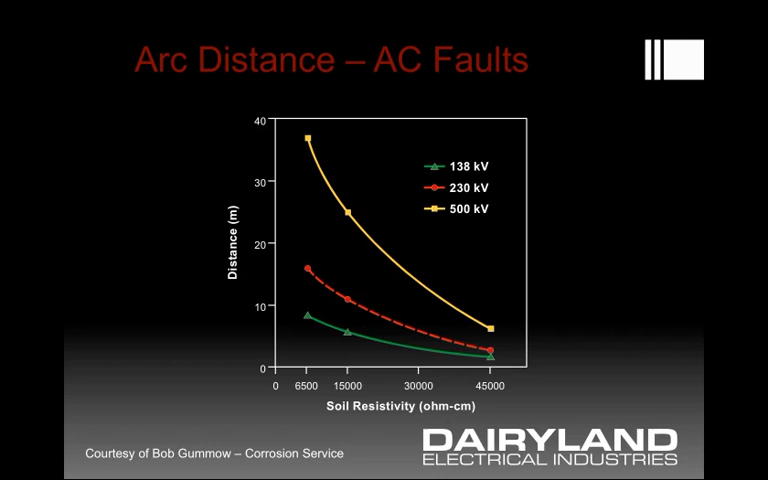 Arc Distance – AC Faults
40
30
20
10
0
Distance (m)
138 kV
230 kV
500 kV
0 6500 15000 30000 45000
Soil Resistivity (ohm-cm)
Courtesy of Bob Gummow – Corrosion Service
DAIRYLAND
ELECTRICAL INDUSTRIES